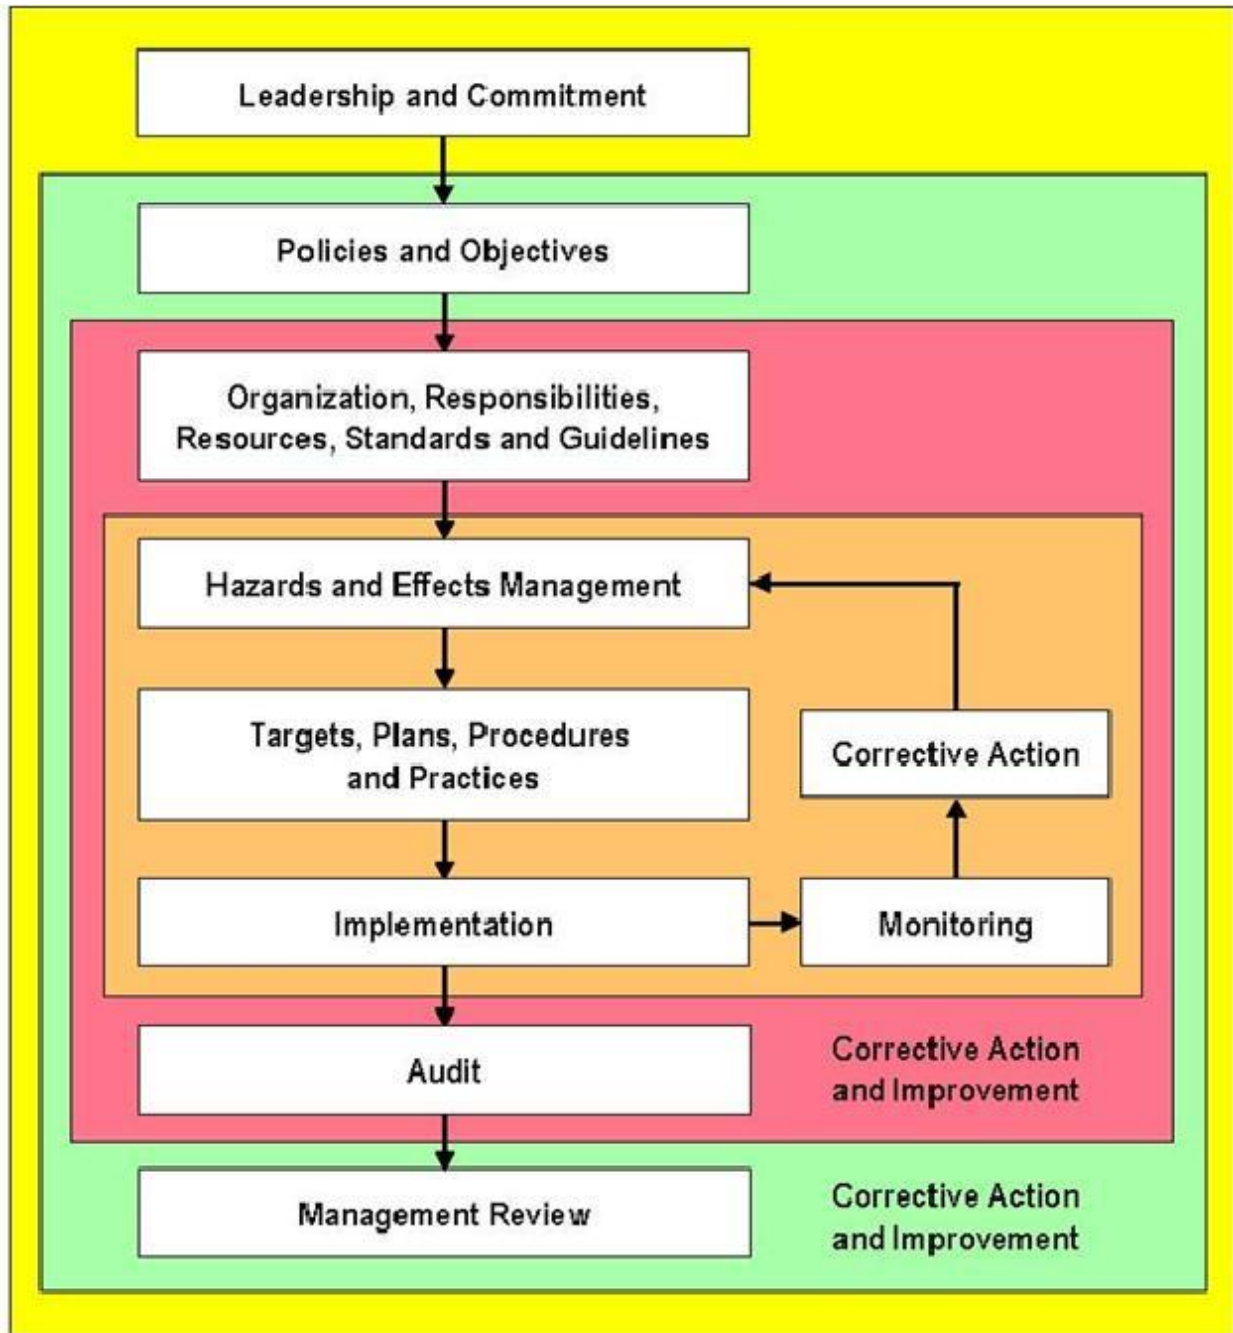 Leadership and Commitment
Policies and Objectives
Organization, Responsibilities,
Resources, Standards and Guidelines
Hazards and Effects Management
Targets, Plans, Procedures
and Practices
Corrective Action
Implementation
Monitoring
Audit
Corrective Action
and Improvement
Management Review
Corrective Action
and Improvement